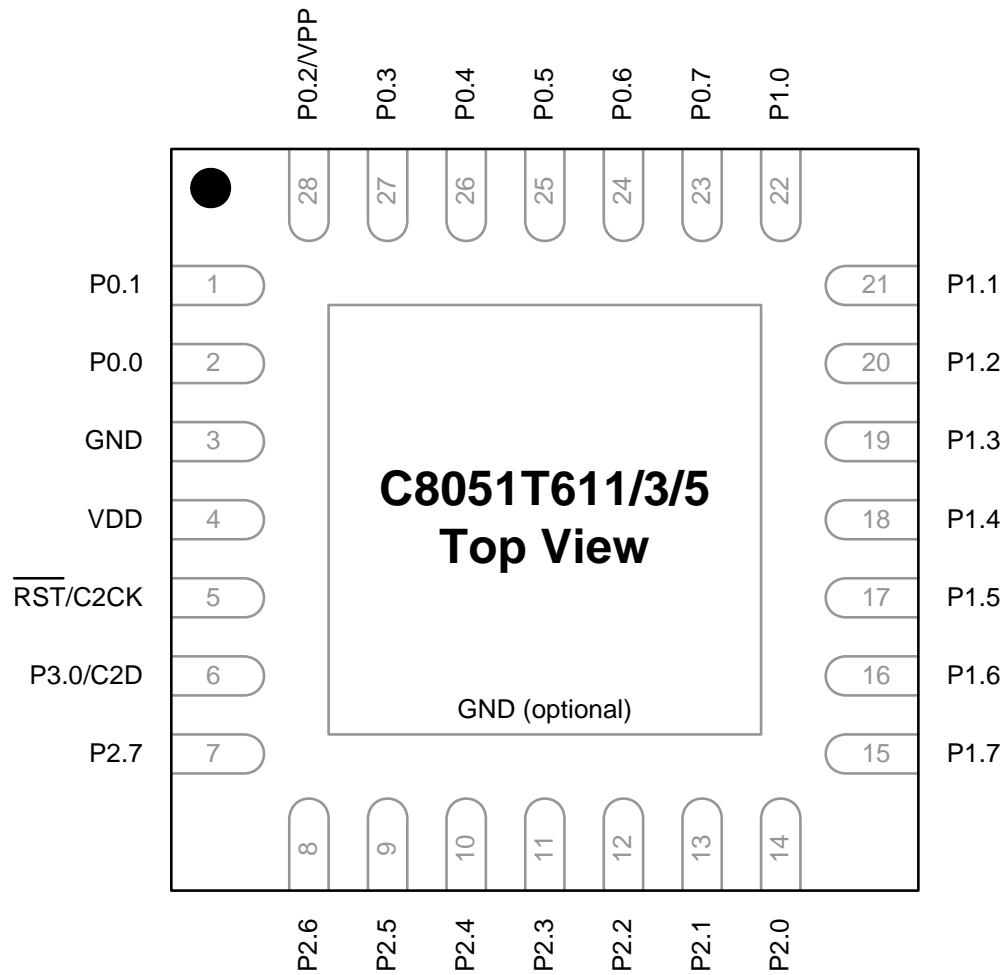 P0.2/VPP
P0.3
P0.4
P0.5
P0.6
P0.7
P1.0
28
27
26
25
24
23
22
P0.1
1
21
P1.1
P0.0
2
20
P1.2
GND
3
19
P1.3
C8051T611/3/5
Top View
VDD
4
18
P1.4
RST/C2CK
5
17
P1.5
P3.0/C2D
6
16
P1.6
GND (optional)
P2.7
7
15
P1.7
8
9
10
11
12
13
14
P2.6
P2.5
P2.4
P2.3
P2.2
P2.1
P2.0